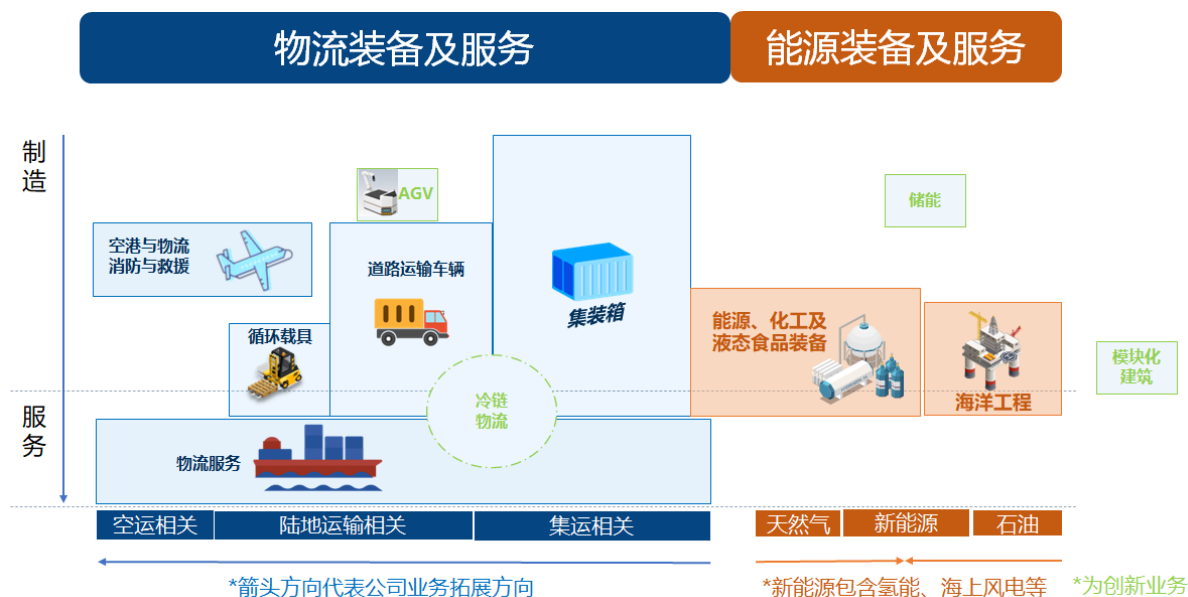 物流装备及服务
能源装备及服务
制
造
AGV
储能
空港与物流
消防与救援
道路运输车辆
集装箱
循环载具
能源、化工及
液态食品装备
海洋工程
模块化
建筑
冷链
物流
服
务
物流服务
空运相关
陆地运输相关
集运相关
天然气
新能源
石油
*箭头方向代表公司业务拓展方向
*新能源包含氢能、海上风电等
*为创新业务